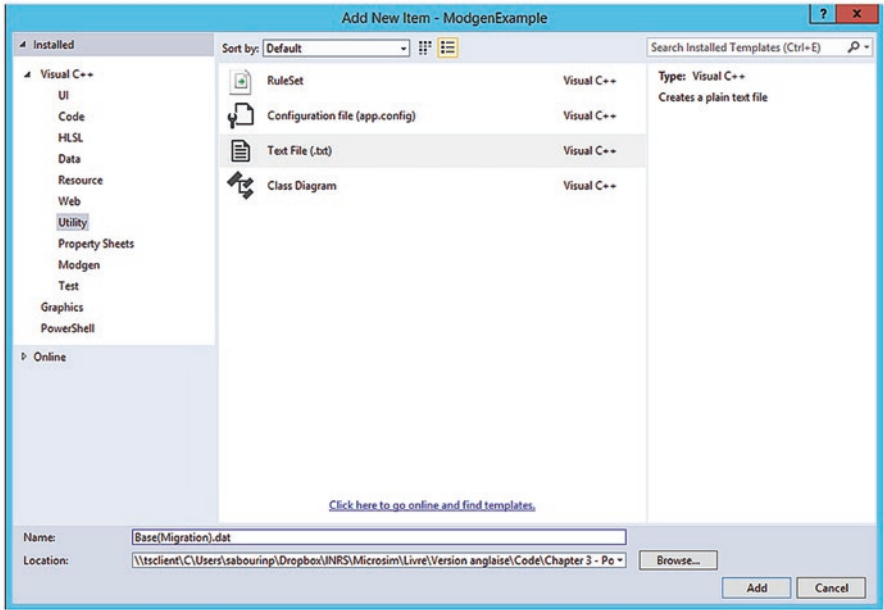 Add New Item - ModgenExample
? x
Installed
Sort by: Default
Search Installed Templates (Ctrl+E)
Visual C++
UI
Code
HLSL
Data
Resource
Web
Utility
Property Sheets
Modgen
Test
Graphics
PowerShell
Online
RuleSet Visual C++
Configuration file (app.config) Visual C++
Text File (.txt) Visual C++
Class Diagram Visual C++
Type: Visual C++
Creates a plain text file
Click here to go online and find templates.
Name: Base(Migration).dat
Location: \\tsclient\C\Users\sabourinp\Dropbox\INRS\Microsim\Livre\Version anglaise\Code\Chapter 3 - Po
Browse...
Add Cancel